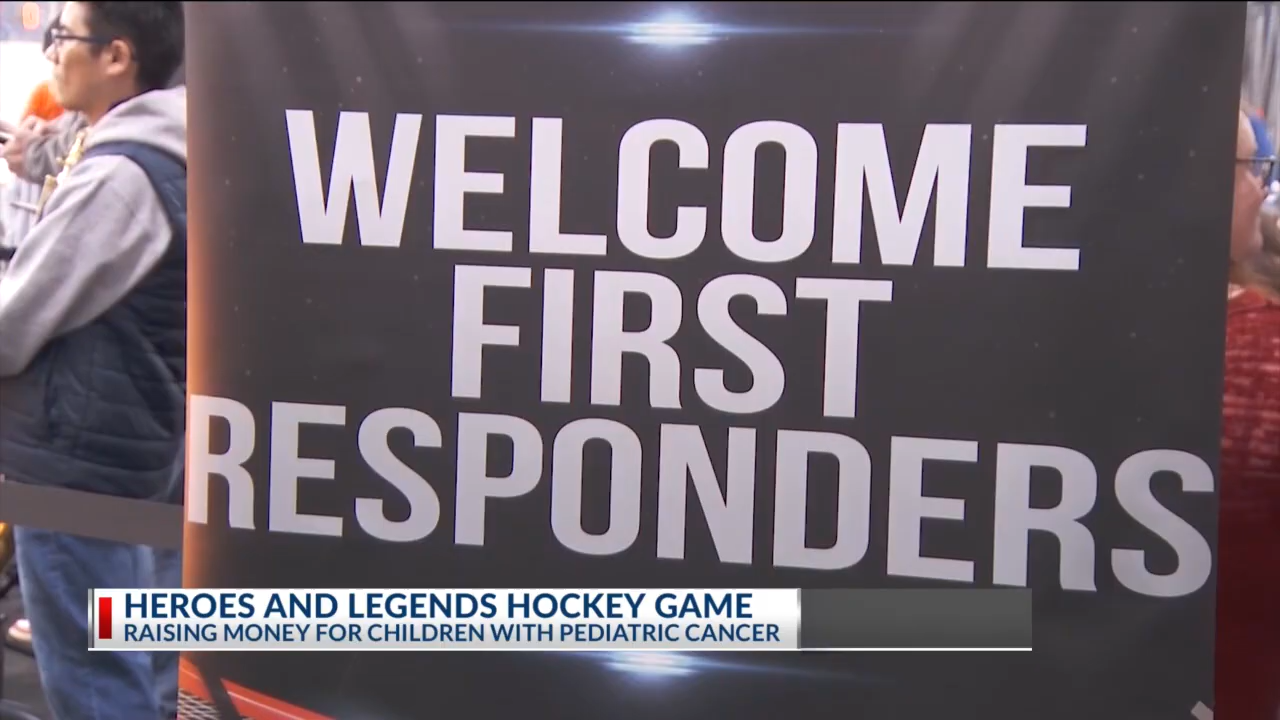 WELCOME
FIRST
RESPONDERS
HEROES AND LEGENDS HOCKEY GAME
RAISING MONEY FOR CHILDREN WITH PEDIATRIC CANCER